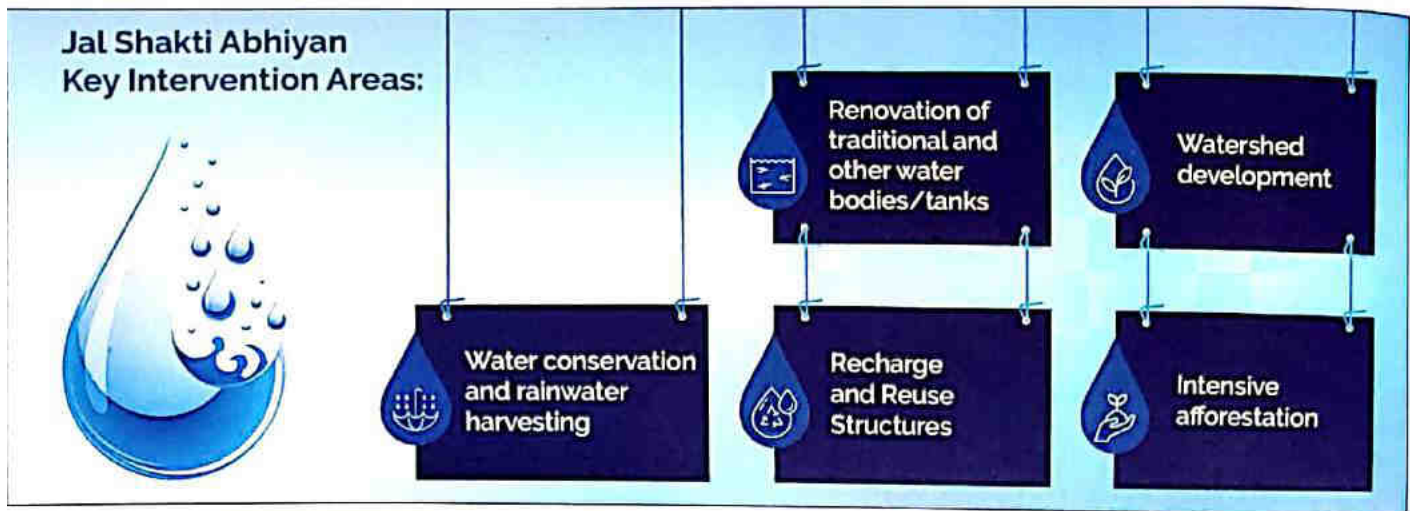 Jal Shakti Abhiyan
Key Intervention Areas:
Water conservation
and rainwater
harvesting
Renovation of
traditional and
other water
bodies/tanks
Recharge
and Reuse
Structures
Watershed
development
Intensive
afforestation